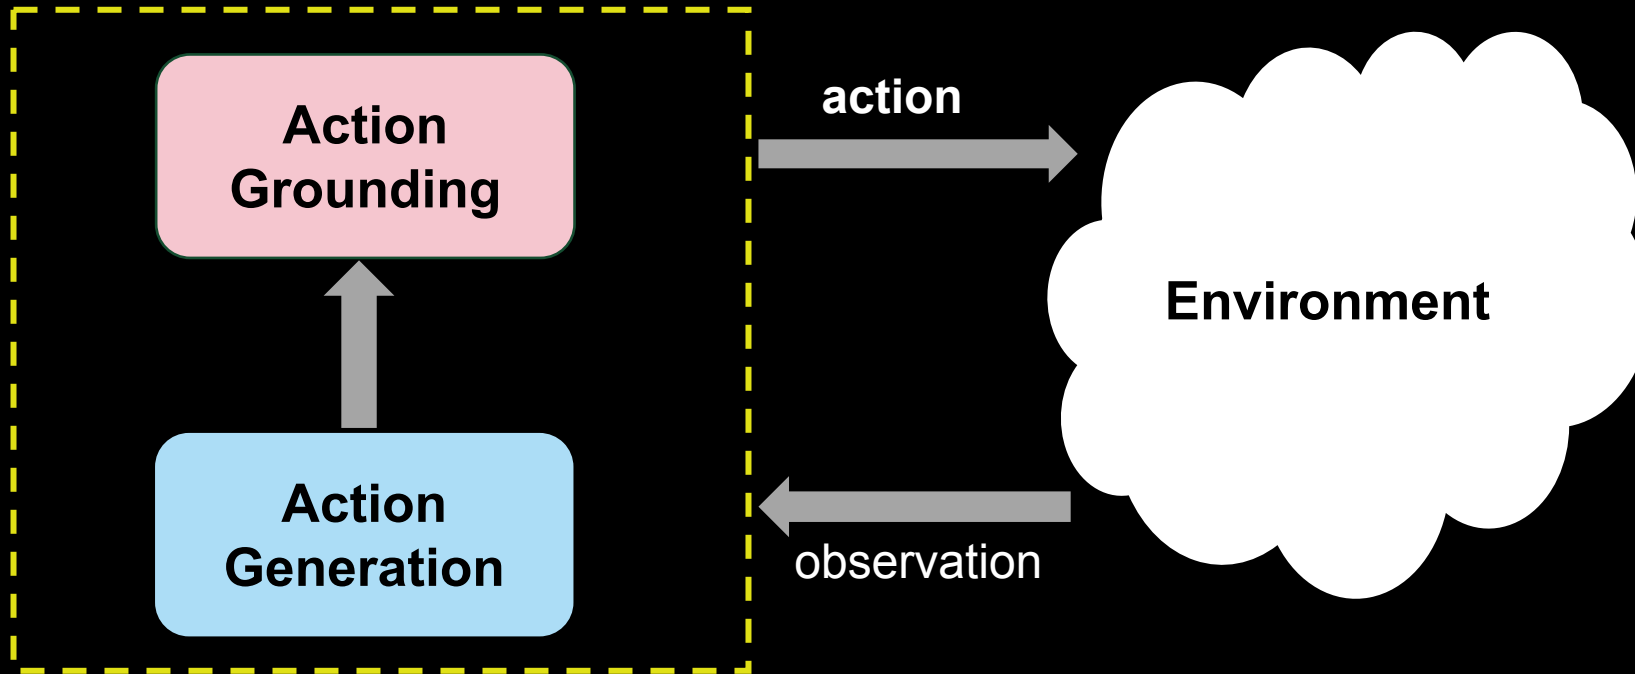 Action
Grounding
action
Environment
Action
Generation
observation